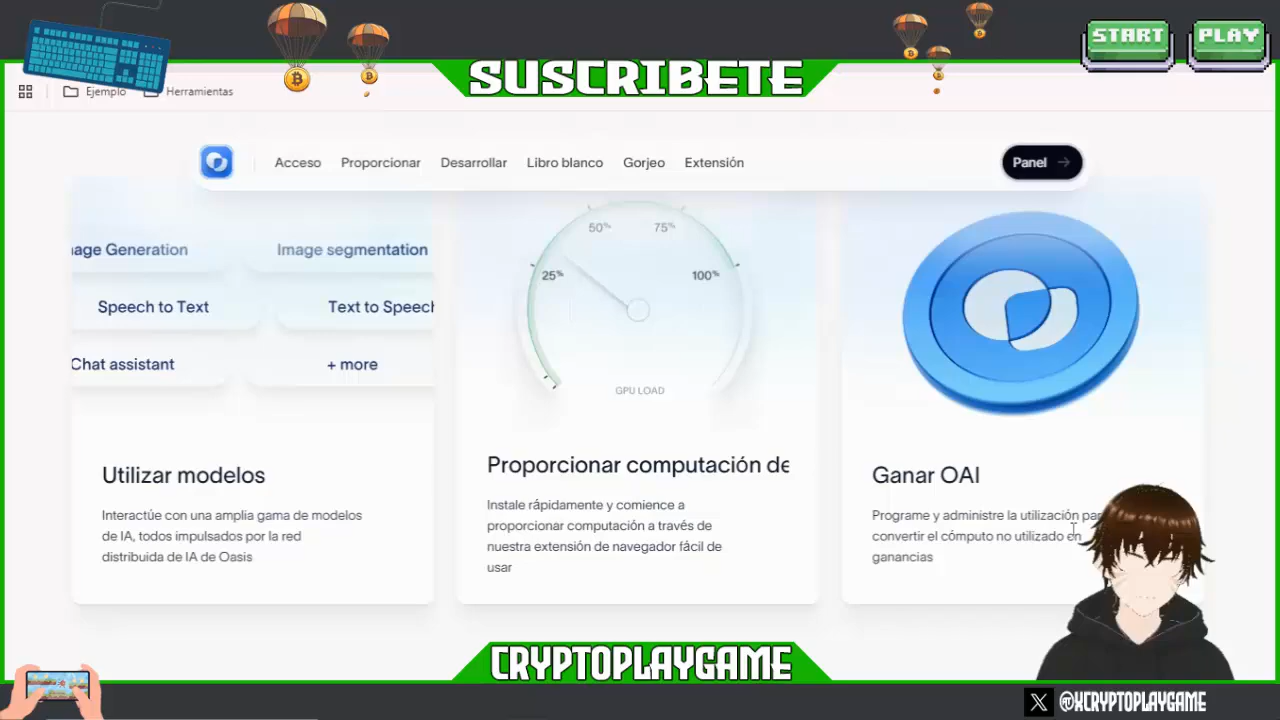 START PLAY
SUSCRIBETE
Ejemplo Herramientas
Acceso Proporcionar Desarrollar Libro blanco Gorjeo Extensión Panel
age Generation Image segmentation
Speech to Text Text to Speech
Chat assistant + more
25% 50% 75% 100%
GPU LOAD
Utilizar modelos
Interactúe con una amplia gama de modelos
de IA, todos impulsados por la red
distribuida de IA de Oasis
Proporcionar computación de
Instale rápidamente y comience a
proporcionar computación a través de
nuestra extensión de navegador fácil de
usar
Ganar OAI
Programe y administre la utilización pa
convertir el cómputo no utilizado en
ganancias
CRYPTOPLAYGAME
X @XCRYPTOPLAYGAME